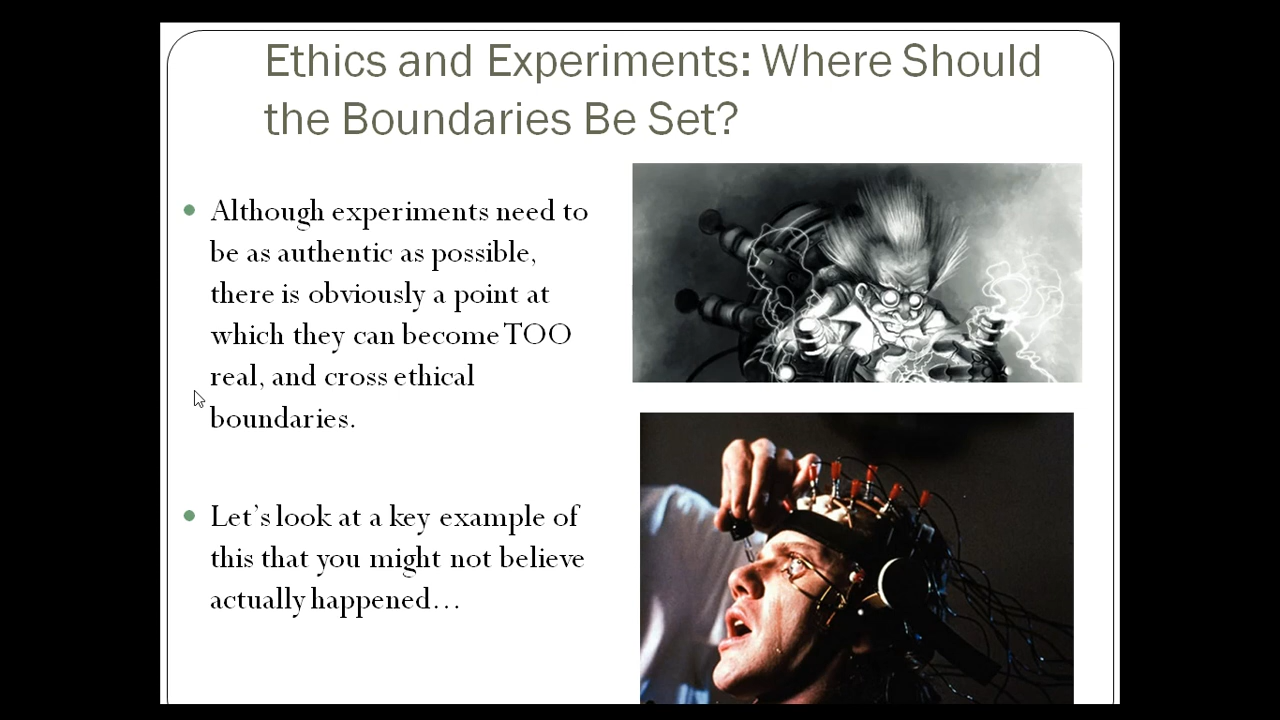 Ethics and Experiments: Where Should
the Boundaries Be Set?
Although experiments need to
be as authentic as possible,
there is obviously a point at
which they can become TOO
real, and cross ethical
boundaries.
Let's look at a key example of
this that you might not believe
actually happened…